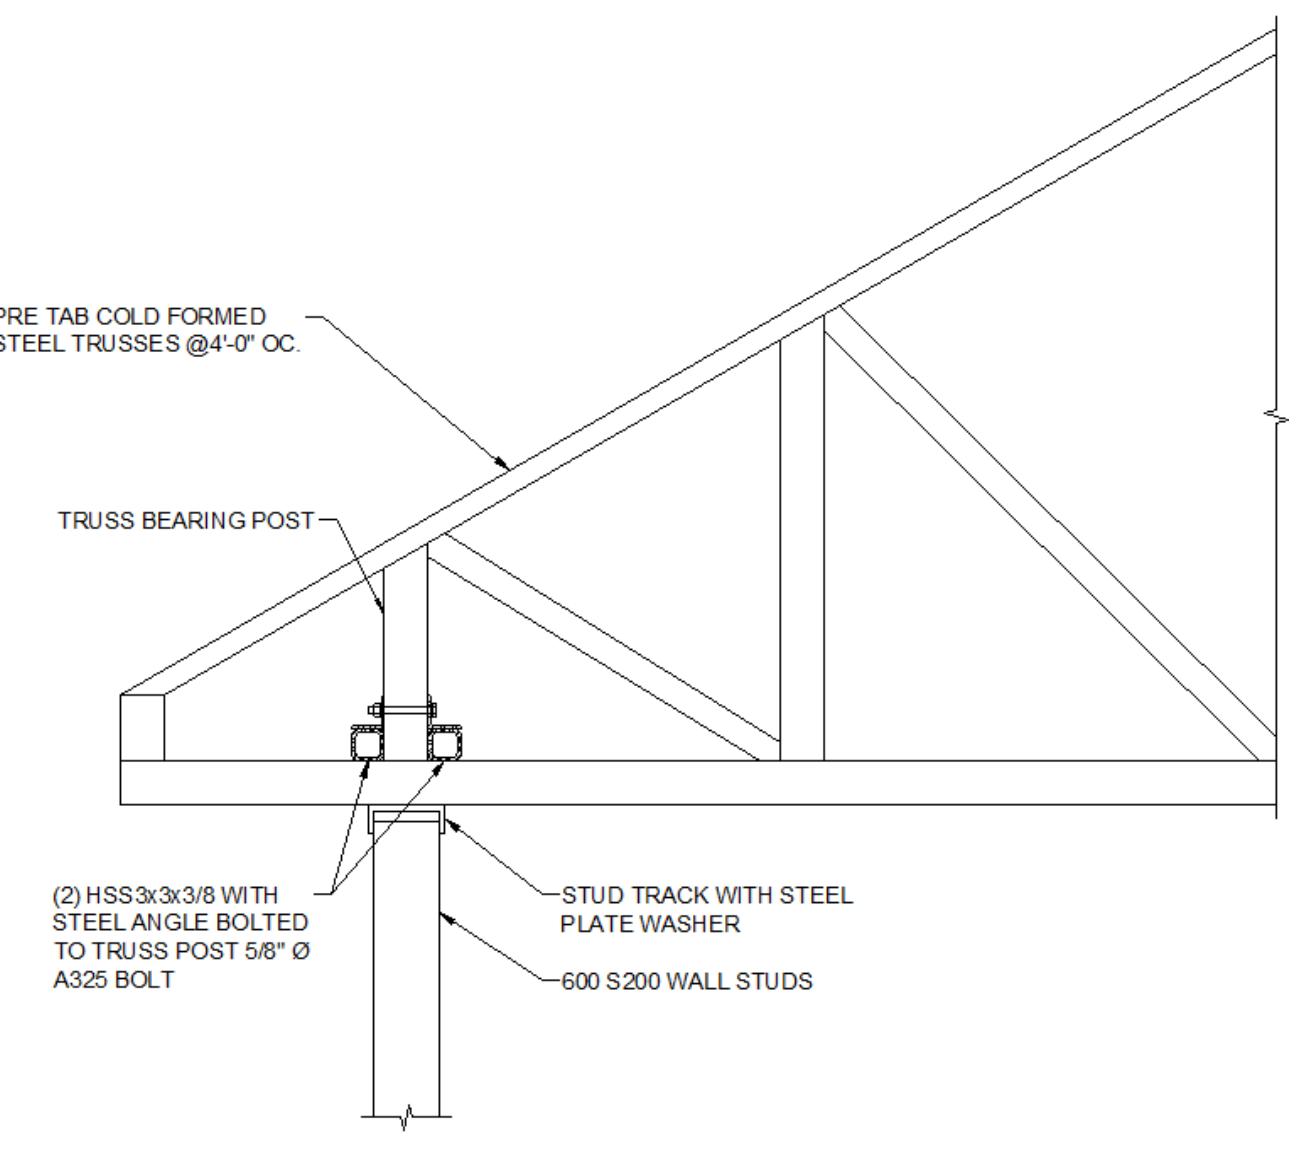 PRE TAB COLD FORMED
STEEL TRUSSES @4'-0" OC.
TRUSS BEARING POST
(2) HSS3x3x3/8 WITH
STEEL ANGLE BOLTED
TO TRUSS POST 5/8" Ø
A325 BOLT
STUD TRACK WITH STEEL
PLATE WASHER
600 S200 WALL STUDS